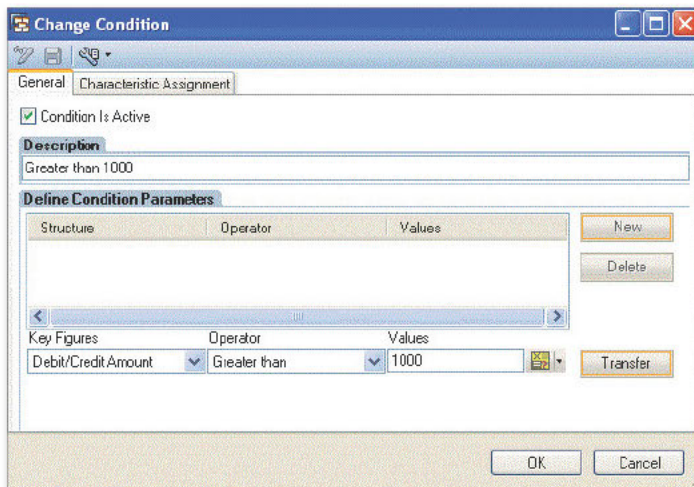 Change Condition
General Characteristic Assignment
Condition Is Active
Description
Greater than 1000
Define Condition Parameters
Structure Operator Values New
Delete
Key Figures Operator Values
Debit/Credit Amount Greater than 1000 Transfer
OK Cancel